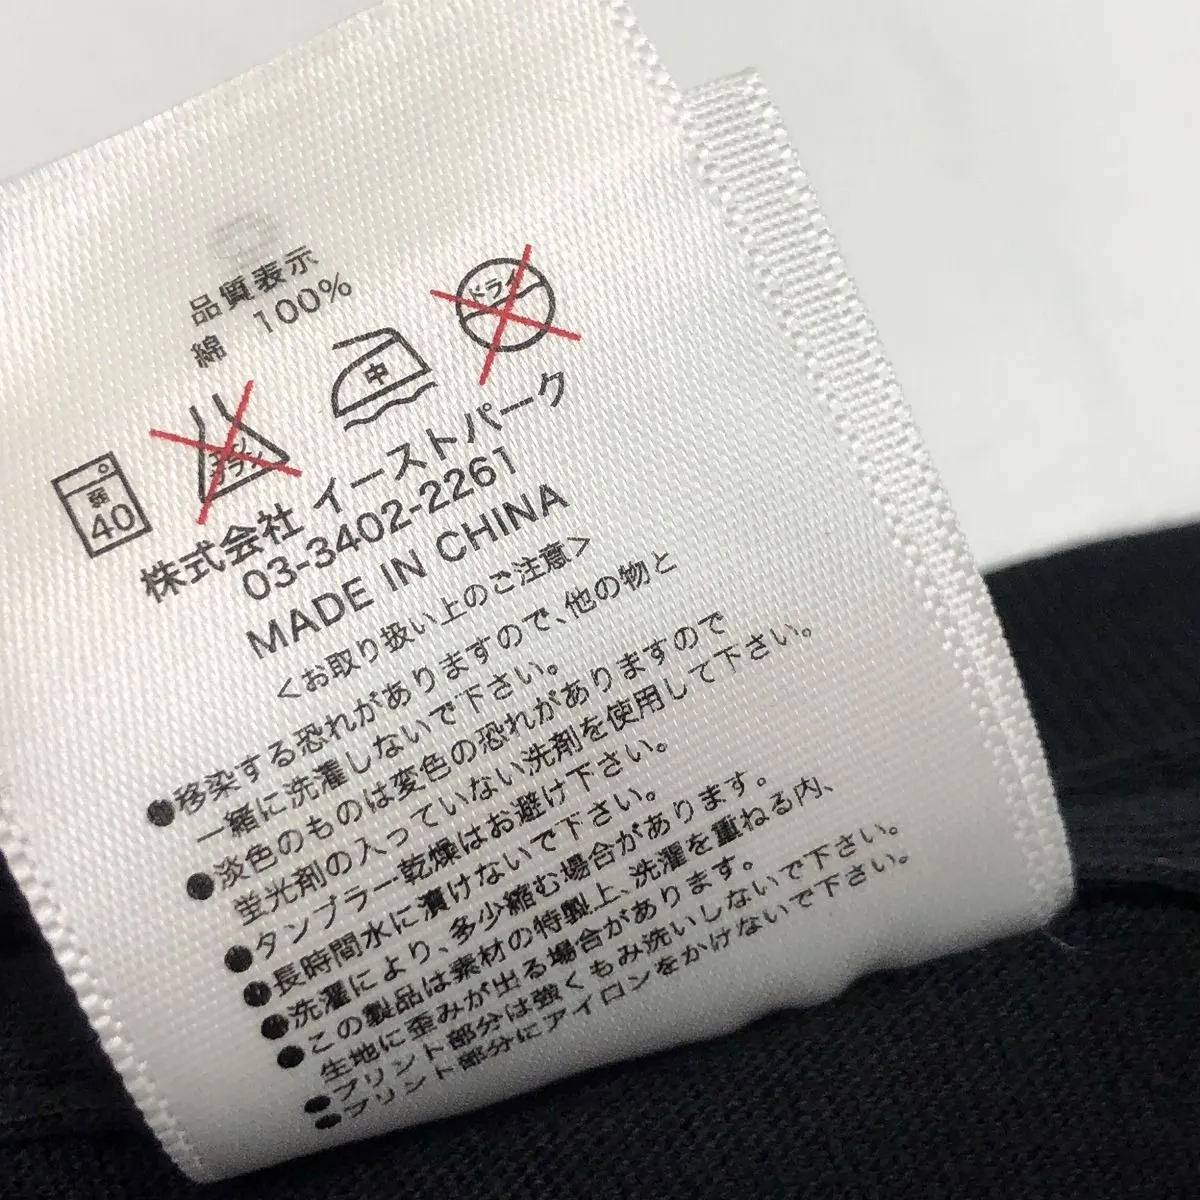 品質表示
綿 100%
弱
40
エンソ
サラシ
中
ドライ
株式会社 イーストパーク
03-3402-2261
MADE IN CHINA
<お取り扱い上のご注意>
●移染する恐れがありますので、他の物と
一緒に洗濯しないで下さい。
●淡色のものは変色の恐れがありますので
蛍光剤の入っていない洗剤を使用して下さい。
●タンブラー乾燥はお避け下さい。
●長時間水に漬けないで下さい。
●洗濯により、多少縮む場合があります。
●この製品は素材の特製上、洗濯を重ねる内、
生地に歪みが出る場合があります。
●プリント部分は強くもみ洗いしないで下さい。
●プリント部分にアイロンをかけないで下さい。